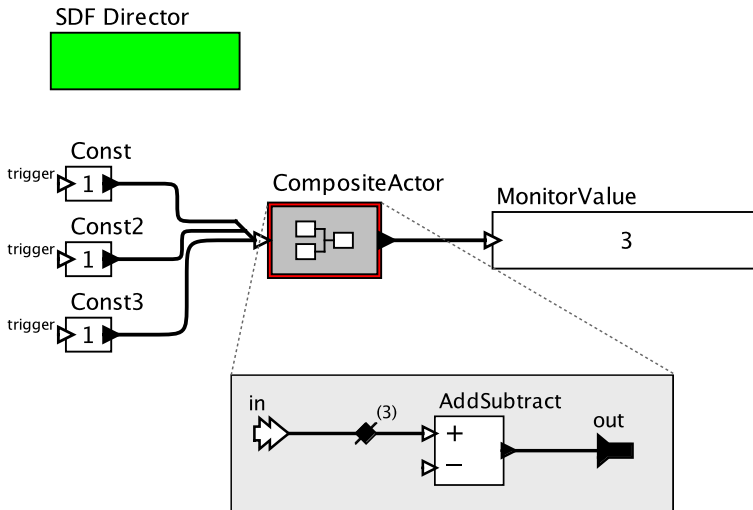 SDF Director
Const
trigger
1
Const2
trigger
1
Const3
trigger
1
CompositeActor
MonitorValue
3
in
(3)
AddSubtract
+
−
out